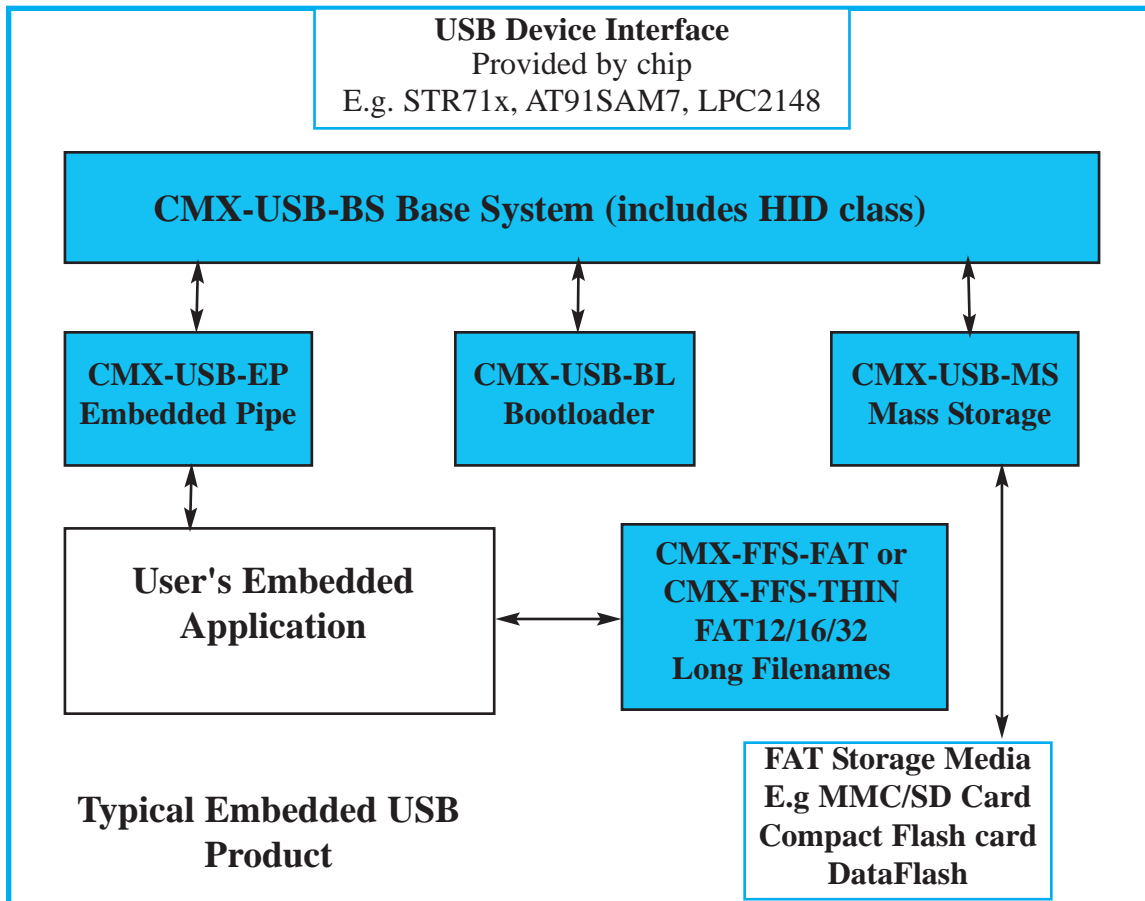 USB Device Interface
Provided by chip
E.g. STR71x, AT91SAM7, LPC2148
CMX-USB-BS Base System (includes HID class)
CMX-USB-EP
Embedded Pipe
CMX-USB-BL
Bootloader
CMX-USB-MS
Mass Storage
User's Embedded
Application
CMX-FFS-FAT or
CMX-FFS-THIN
FAT12/16/32
Long Filenames
FAT Storage Media
E.g MMC/SD Card
Compact Flash card
DataFlash
Typical Embedded USB
Product